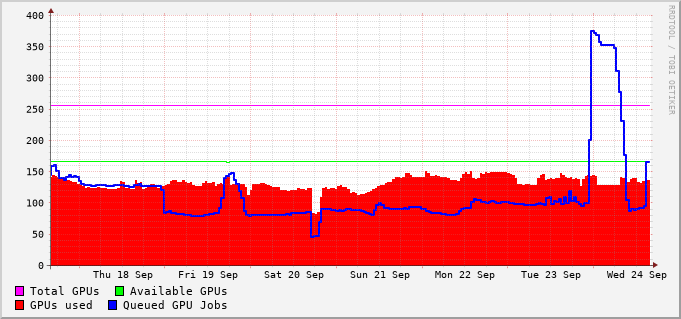 400
350
300
250
200
150
100
50
0
Thu 18 Sep Fri 19 Sep Sat 20 Sep Sun 21 Sep Mon 22 Sep Tue 23 Sep Wed 24 Sep
Total GPUs Available GPUs
GPUs used Queued GPU Jobs
RRDTOOL / TOBI OETIKER